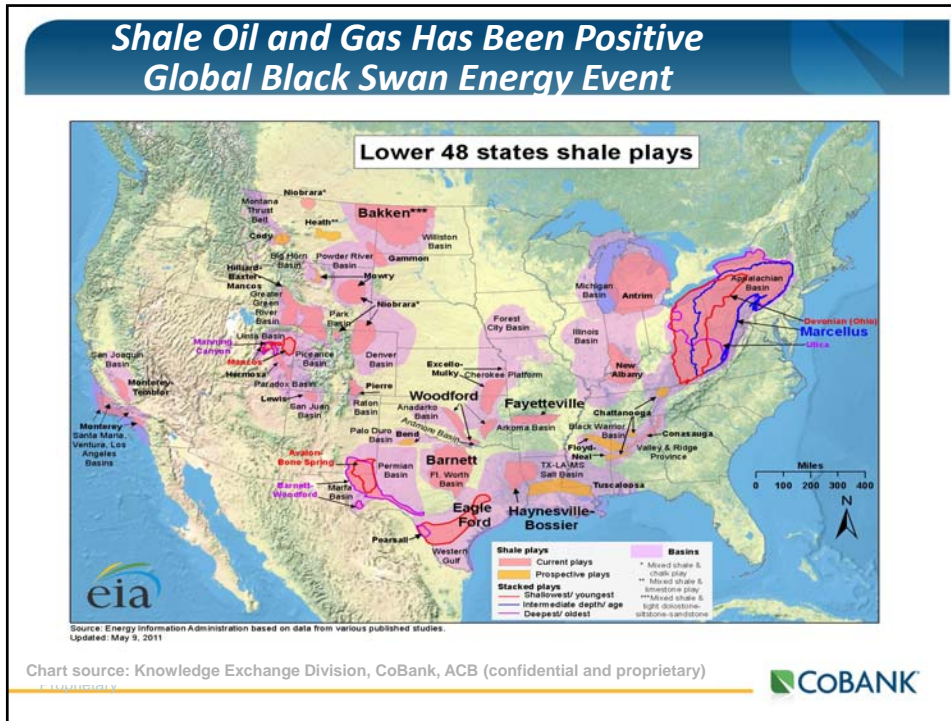 Shale Oil and Gas Has Been Positive
Global Black Swan Energy Event
Lower 48 states shale plays
Niobrara*
Montana
Thrust
Belt
Heath**
Bakken***
Cody
Williston
Basin
Big Horn
Basin
Powder River
Basin
Gammon
Hilliard-
Baxter-
Mancos
Mowry
Greater
Green
River
Basin
Niobrara*
Park
Basin
Michigan
Basin
Antrim
Appalachian
Basin
Devonian (Ohio)
Marcellus
Utica
Forest
City Basin
Illinois
Basin
Uinta Basin
Manning
Canyon
Mancos
Piceance
Basin
Denver
Basin
Hermosa
Paradox Basin
San Joaquin
Basin
Monterey-
Temblor
Excello-
Mulky
Cherokee Platform
New
Albany
Pierre
Lewis
San Juan
Basin
Raton
Basin
Woodford
Anadarko
Basin
Fayetteville
Chattanooga
Monterey
Santa Maria,
Ventura, Los
Angeles
Basins
Palo Duro
Basin
Bend
Ardmore Basin
Arkoma Basin
Black Warrior
Basin
Conasauga
Floyd-
Neal
Valley & Ridge
Province
Avalon-
Bone Spring
Permian
Basin
Barnett
Ft. Worth
Basin
TX-LA-MS
Salt Basin
Tuscaloosa
Barnett-
Woodford
Marfa
Basin
Eagle
Ford
Haynesville-
Bossier
Pearsall
Western
Gulf
Miles
0 100 200 300 400
N
Shale plays
Current plays
Prospective plays
Stacked plays
Shallowest/ youngest
Intermediate depth/ age
Deepest/ oldest
Basins
* Mixed shale &
chalk play
** Mixed shale &
limestone play
***Mixed shale &
tight dolostone-
siltstone-sandstone
eia
Source: Energy Information Administration based on data from various published studies.
Updated: May 9, 2011
Chart source: Knowledge Exchange Division, CoBank, ACB (confidential and proprietary)
COBANK